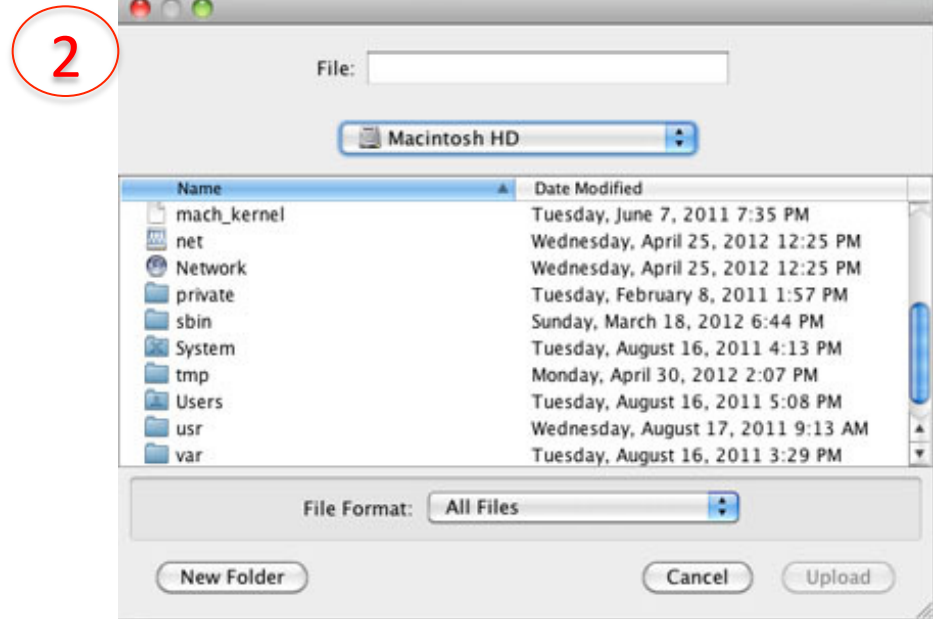 2
File:
Macintosh HD
Name Date Modified
mach_kernel Tuesday, June 7, 2011 7:35 PM
net Wednesday, April 25, 2012 12:25 PM
Network Wednesday, April 25, 2012 12:25 PM
private Tuesday, February 8, 2011 1:57 PM
sbin Sunday, March 18, 2012 6:44 PM
System Tuesday, August 16, 2011 4:13 PM
tmp Monday, April 30, 2012 2:07 PM
Users Tuesday, August 16, 2011 5:08 PM
usr Wednesday, August 17, 2011 9:13 AM
var Tuesday, August 16, 2011 3:29 PM
File Format: All Files
New Folder Cancel Upload